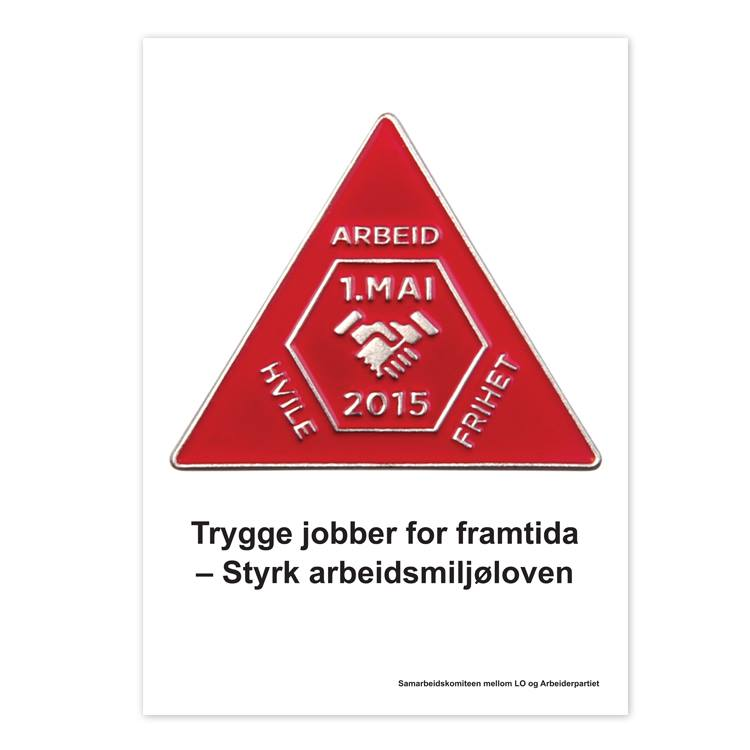 ARBEID
1.MAI
2015
HVILE
FRIHET
Trygge jobber for framtida
– Styrk arbeidsmiljøloven
Samarbeidskomiteen mellom LO og Arbeiderpartiet